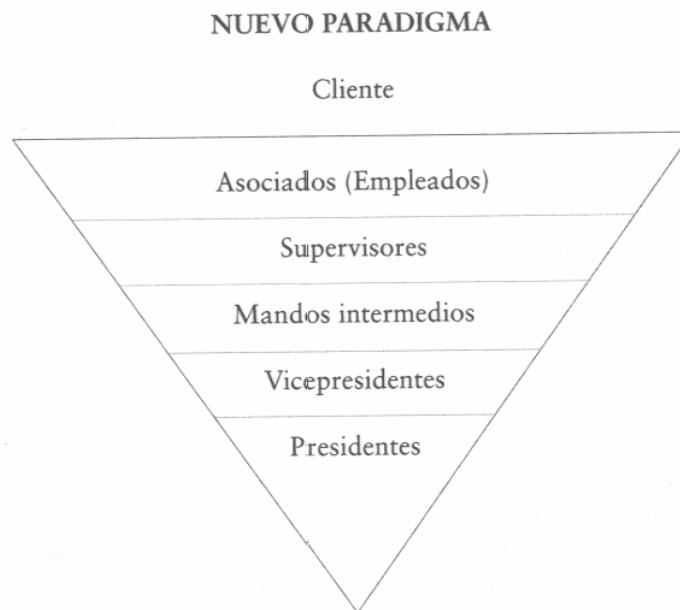 NUEVO PARADIGMA
Cliente
Asociados (Empleados)
Supervisores
Mandos intermedios
Vicepresidentes
Presidentes